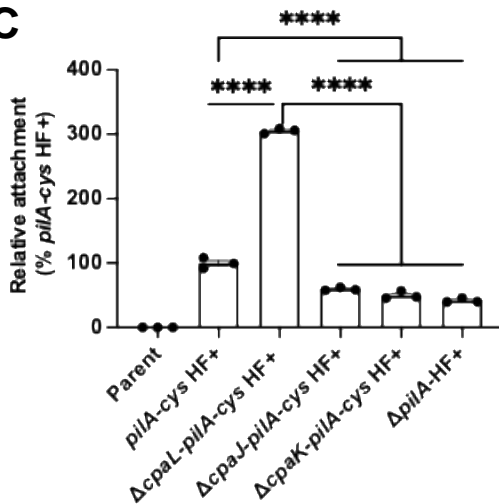 C
****
**** ****
Relative attachment
(% pilA-cys HF+)
400
300
200
100
0
Parent
pilA-cys HF+
ΔcpaL-pilA-cys HF+
ΔcpaJ-pilA-cys HF+
ΔcpaK-pilA-cys HF+
ΔpilA-HF+